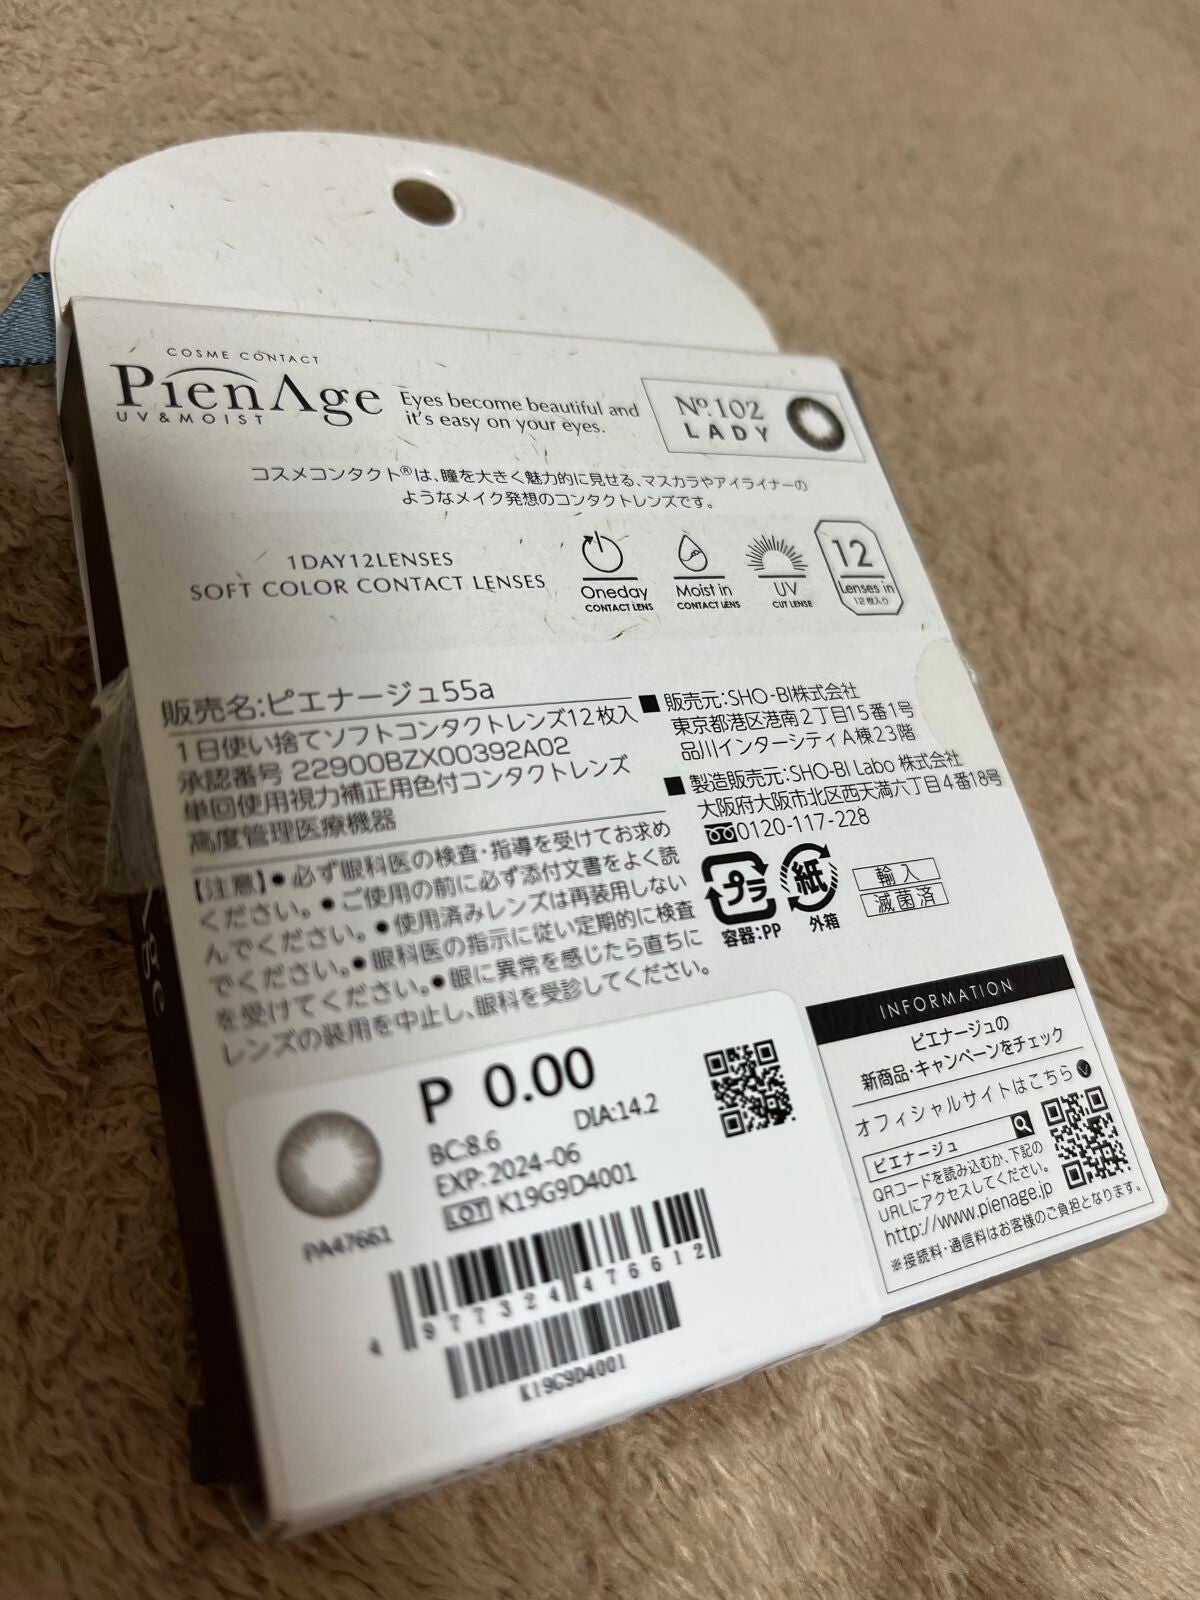 COSME CONTACT
PienAge
UV & MOIST
Eyes become beautiful and
it's easy on your eyes.
Nº.102
LADY
コスメコンタクト®は、瞳を大きく魅力的に見せる、マスカラやアイライナーの
ようなメイク発想のコンタクトレンズです。
1DAY12LENSES
SOFT COLOR CONTACT LENSES
Oneday
CONTACT LENS
Moist in
CONTACT LENS
UV
CUT LENSE
12
Lenses in
12枚入り
販売名:ピエナージュ55a
1日使い捨てソフトコンタクトレンズ12枚入
承認番号 22900BZX00392A02
単回使用視力補正用色付コンタクトレンズ
高度管理医療機器
【注意】●必ず眼科医の検査・指導を受けてお求め
ください。●ご使用の前に必ず添付文書をよく読
んでください。●使用済みレンズは再装用しない
でください。●眼科医の指示に従い定期的に検査
を受けてください。●眼に異常を感じたら直ちに
レンズの装用を中止し、眼科を受診してください。
■販売元:SHO-BI株式会社
東京都港区港南2丁目15番1号
品川インターシティA棟23階
■製造販売元:SHO-BI Labo 株式会社
大阪府大阪市北区西天満六丁目4番18号
0120-117-228
プラ
容器:PP
紙
外箱
輸入
滅菌済
INFORMATION
ピエナージュの
新商品・キャンペーンをチェック
オフィシャルサイトはこちら
ピエナージュ
QRコードを読み込むか、下記の
URLにアクセスしてください。
http://www.pienage.jp
※接続料・通信料はお客様のご負担となります。
P 0.00
BC:8.6
DIA:14.2
EXP:2024-06
LOT K19G9D4001
PA47661
4 977324 476612
K19G9D4001